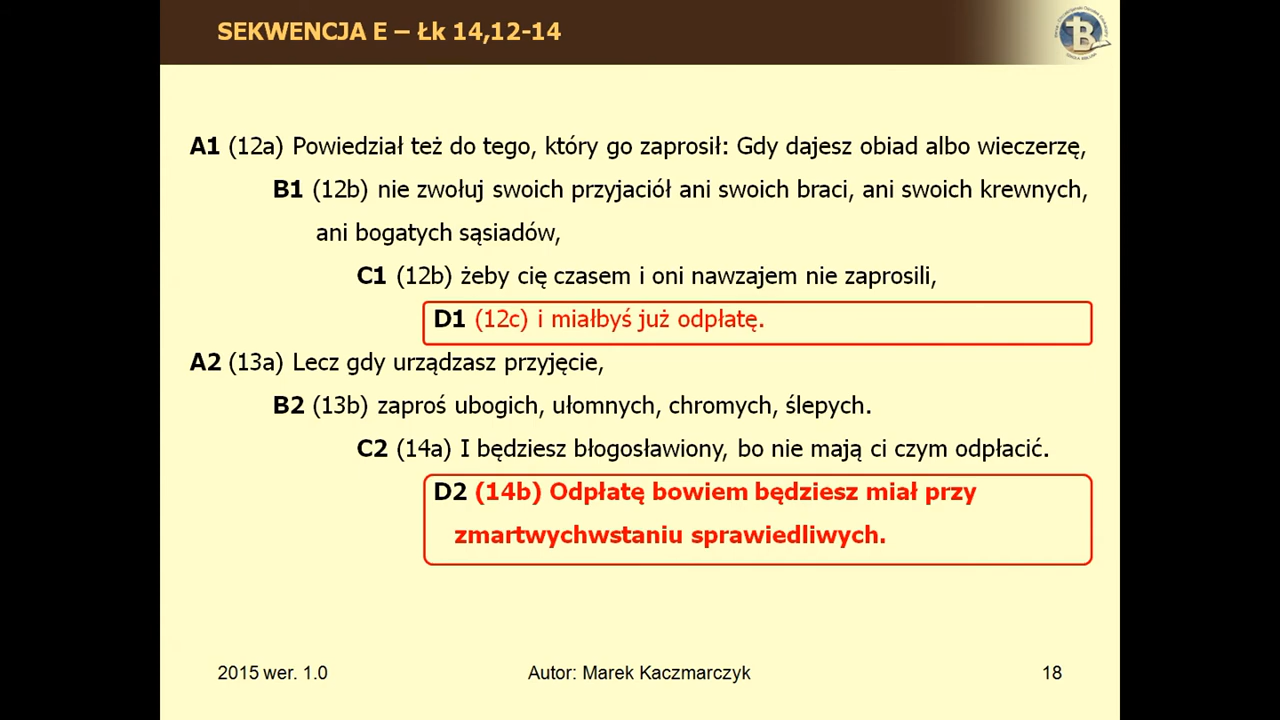 SEKWENCJA E – Łk 14,12-14
A1 (12a) Powiedział też do tego, który go zaprosił: Gdy dajesz obiad albo wieczerzę,
B1 (12b) nie zwołuj swoich przyjaciół ani swoich braci, ani swoich krewnych,
ani bogatych sąsiadów,
C1 (12b) żeby cię czasem i oni nawzajem nie zaprosili,
D1 (12c) i miałbyś już odpłatę.
A2 (13a) Lecz gdy urządzasz przyjęcie,
B2 (13b) zaproś ubogich, ułomnych, chromych, ślepych.
C2 (14a) I będziesz błogosławiony, bo nie mają ci czym odpłacić.
D2 (14b) Odpłatę bowiem będziesz miał przy
zmartwychwstaniu sprawiedliwych.
2015 wer. 1.0 Autor: Marek Kaczmarczyk 18